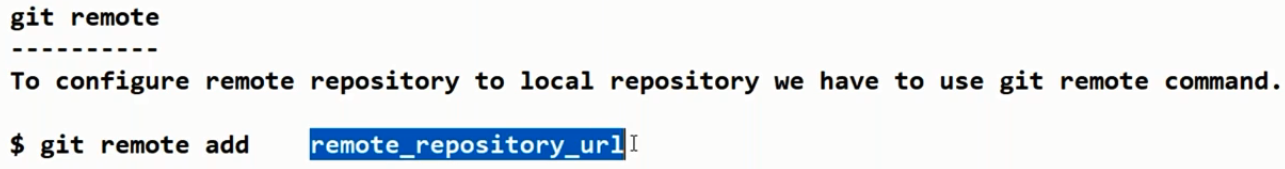 git remote
----------
To configure remote repository to local repository we have to use git remote command.
$ git remote add    remote_repository_url